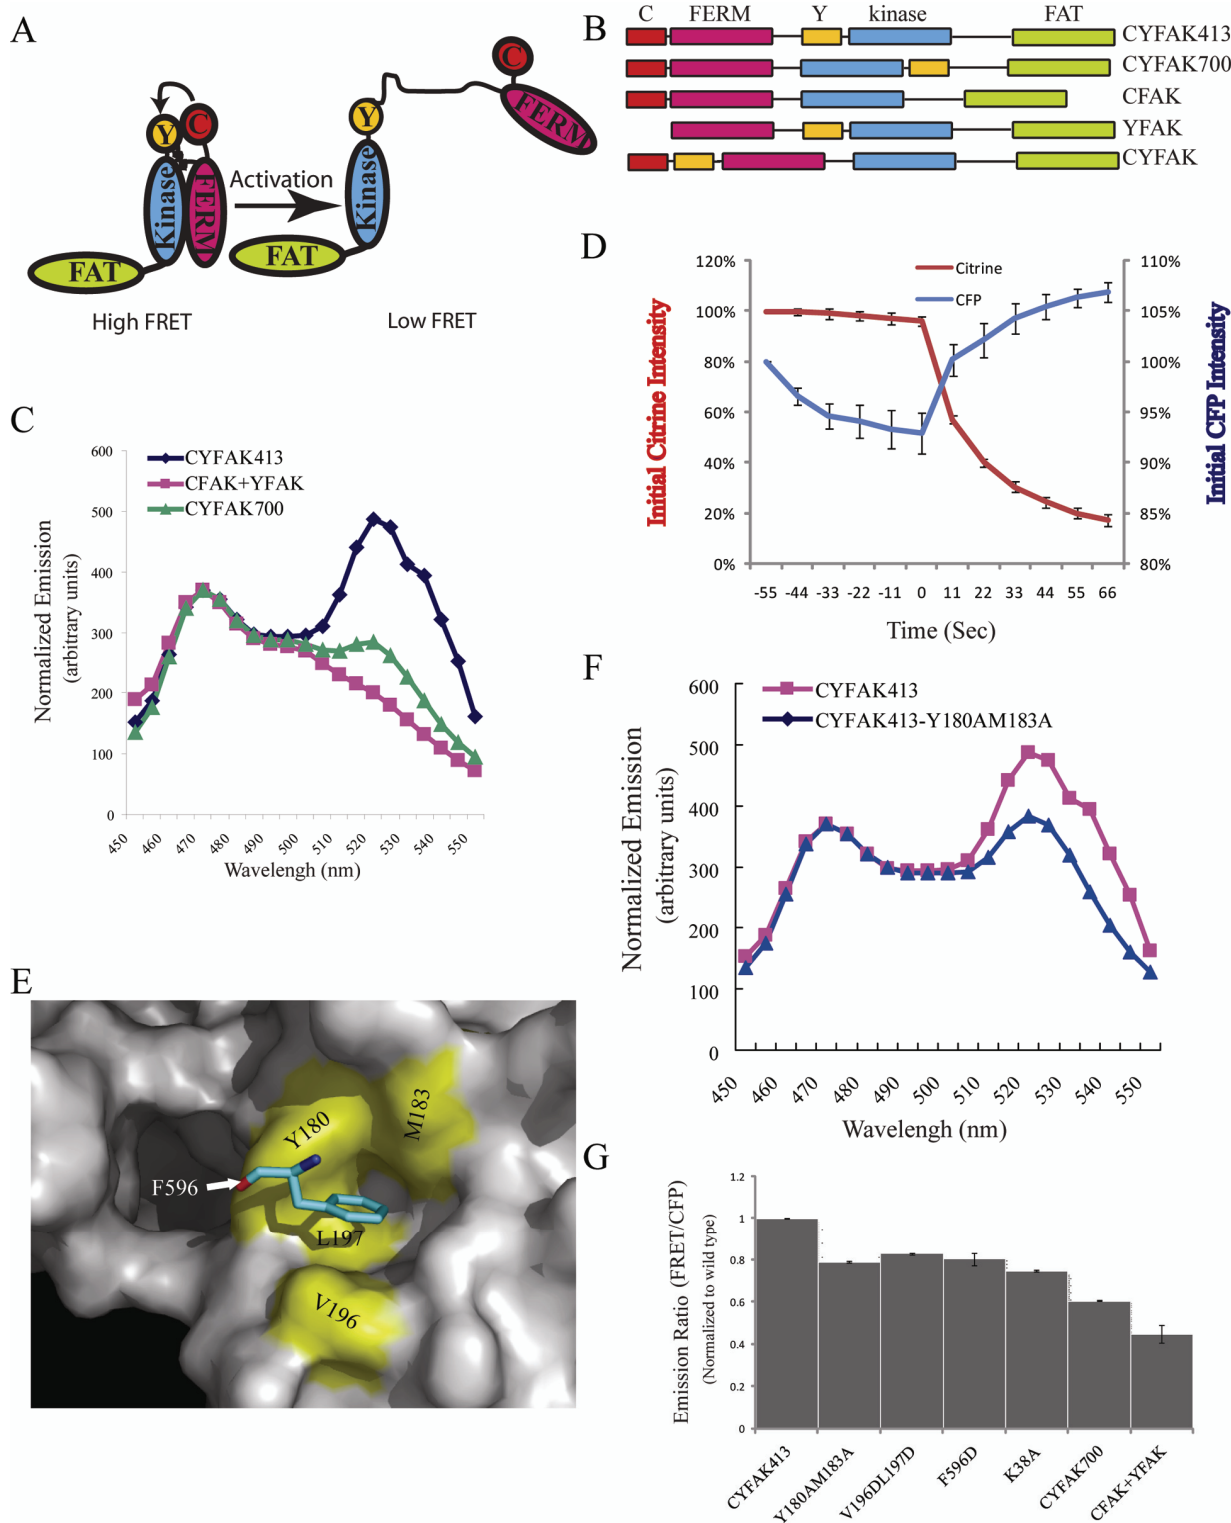 A
Y
C
Kinase
FERM
Activation
FAT
High FRET
C
FERM
Y
Kinase
FAT
Low FRET
B
C FERM Y kinase FAT
CYFAK413
CYFAK700
CFAK
YFAK
CYFAK
C
CYFAK413
CFAK+YFAK
CYFAK700
Normalized Emission
(arbitrary units)
600
500
400
300
200
100
0
450 460 470 480 490 500 510 520 530 540 550
Wavelengh (nm)
D
Citrine
CFP
Initial Citrine Intensity
120%
100%
80%
60%
40%
20%
0%
110%
105%
100%
95%
90%
85%
80%
Initial CFP Intensity
-55 -44 -33 -22 -11 0 11 22 33 44 55 66
Time (Sec)
E
Y180
M183
F596
L197
V196
F
CYFAK413
CYFAK413-Y180AM183A
Normalized Emission
(arbitrary units)
600
500
400
300
200
100
0
450 460 470 480 490 500 510 520 530 540 550
Wavelengh (nm)
G
Emission Ratio (FRET/CFP)
(Normalized to wild type)
1.2
1
0.8
0.6
0.4
0.2
0
CYFAK413
Y180AM183A
V196DL197D
F596D
K38A
CYFAK700
CFAK+YFAK